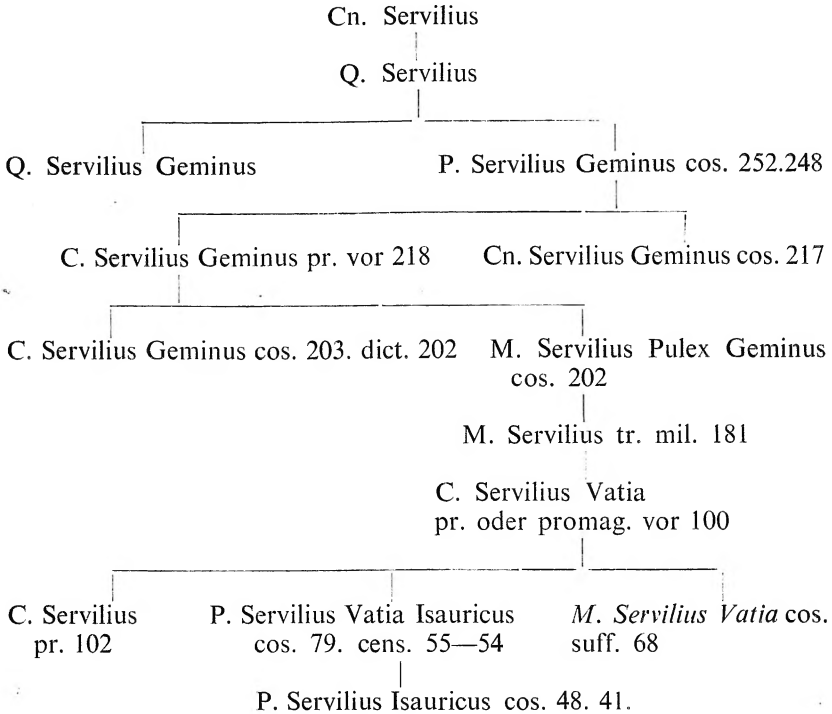 Cn. Servilius
Q. Servilius
Q. Servilius Geminus P. Servilius Geminus cos. 252.248
C. Servilius Geminus pr. vor 218 Cn. Servilius Geminus cos. 217
C. Servilius Geminus cos. 203. dict. 202 M. Servilius Pulex Geminus
cos. 202
M. Servilius tr. mil. 181
C. Servilius Vatia
pr. oder promag. vor 100
C. Servilius P. Servilius Vatia Isauricus M. Servilius Vatia cos.
pr. 102 cos. 79. cens. 55—54 suff. 68
P. Servilius Isauricus cos. 48. 41.